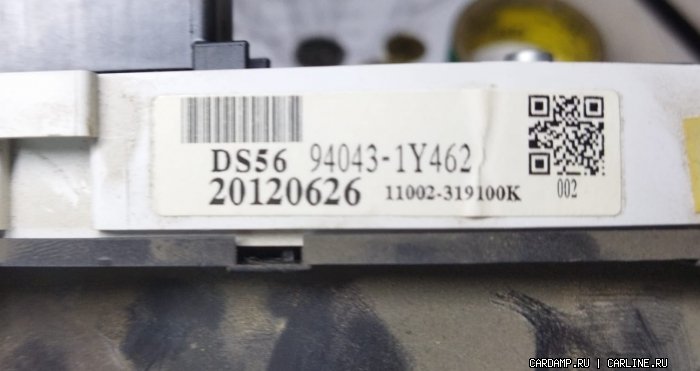 DS56 94043-1Y462
20120626 11002-319100K
002
CARDAMP.RU | CARLINE.RU